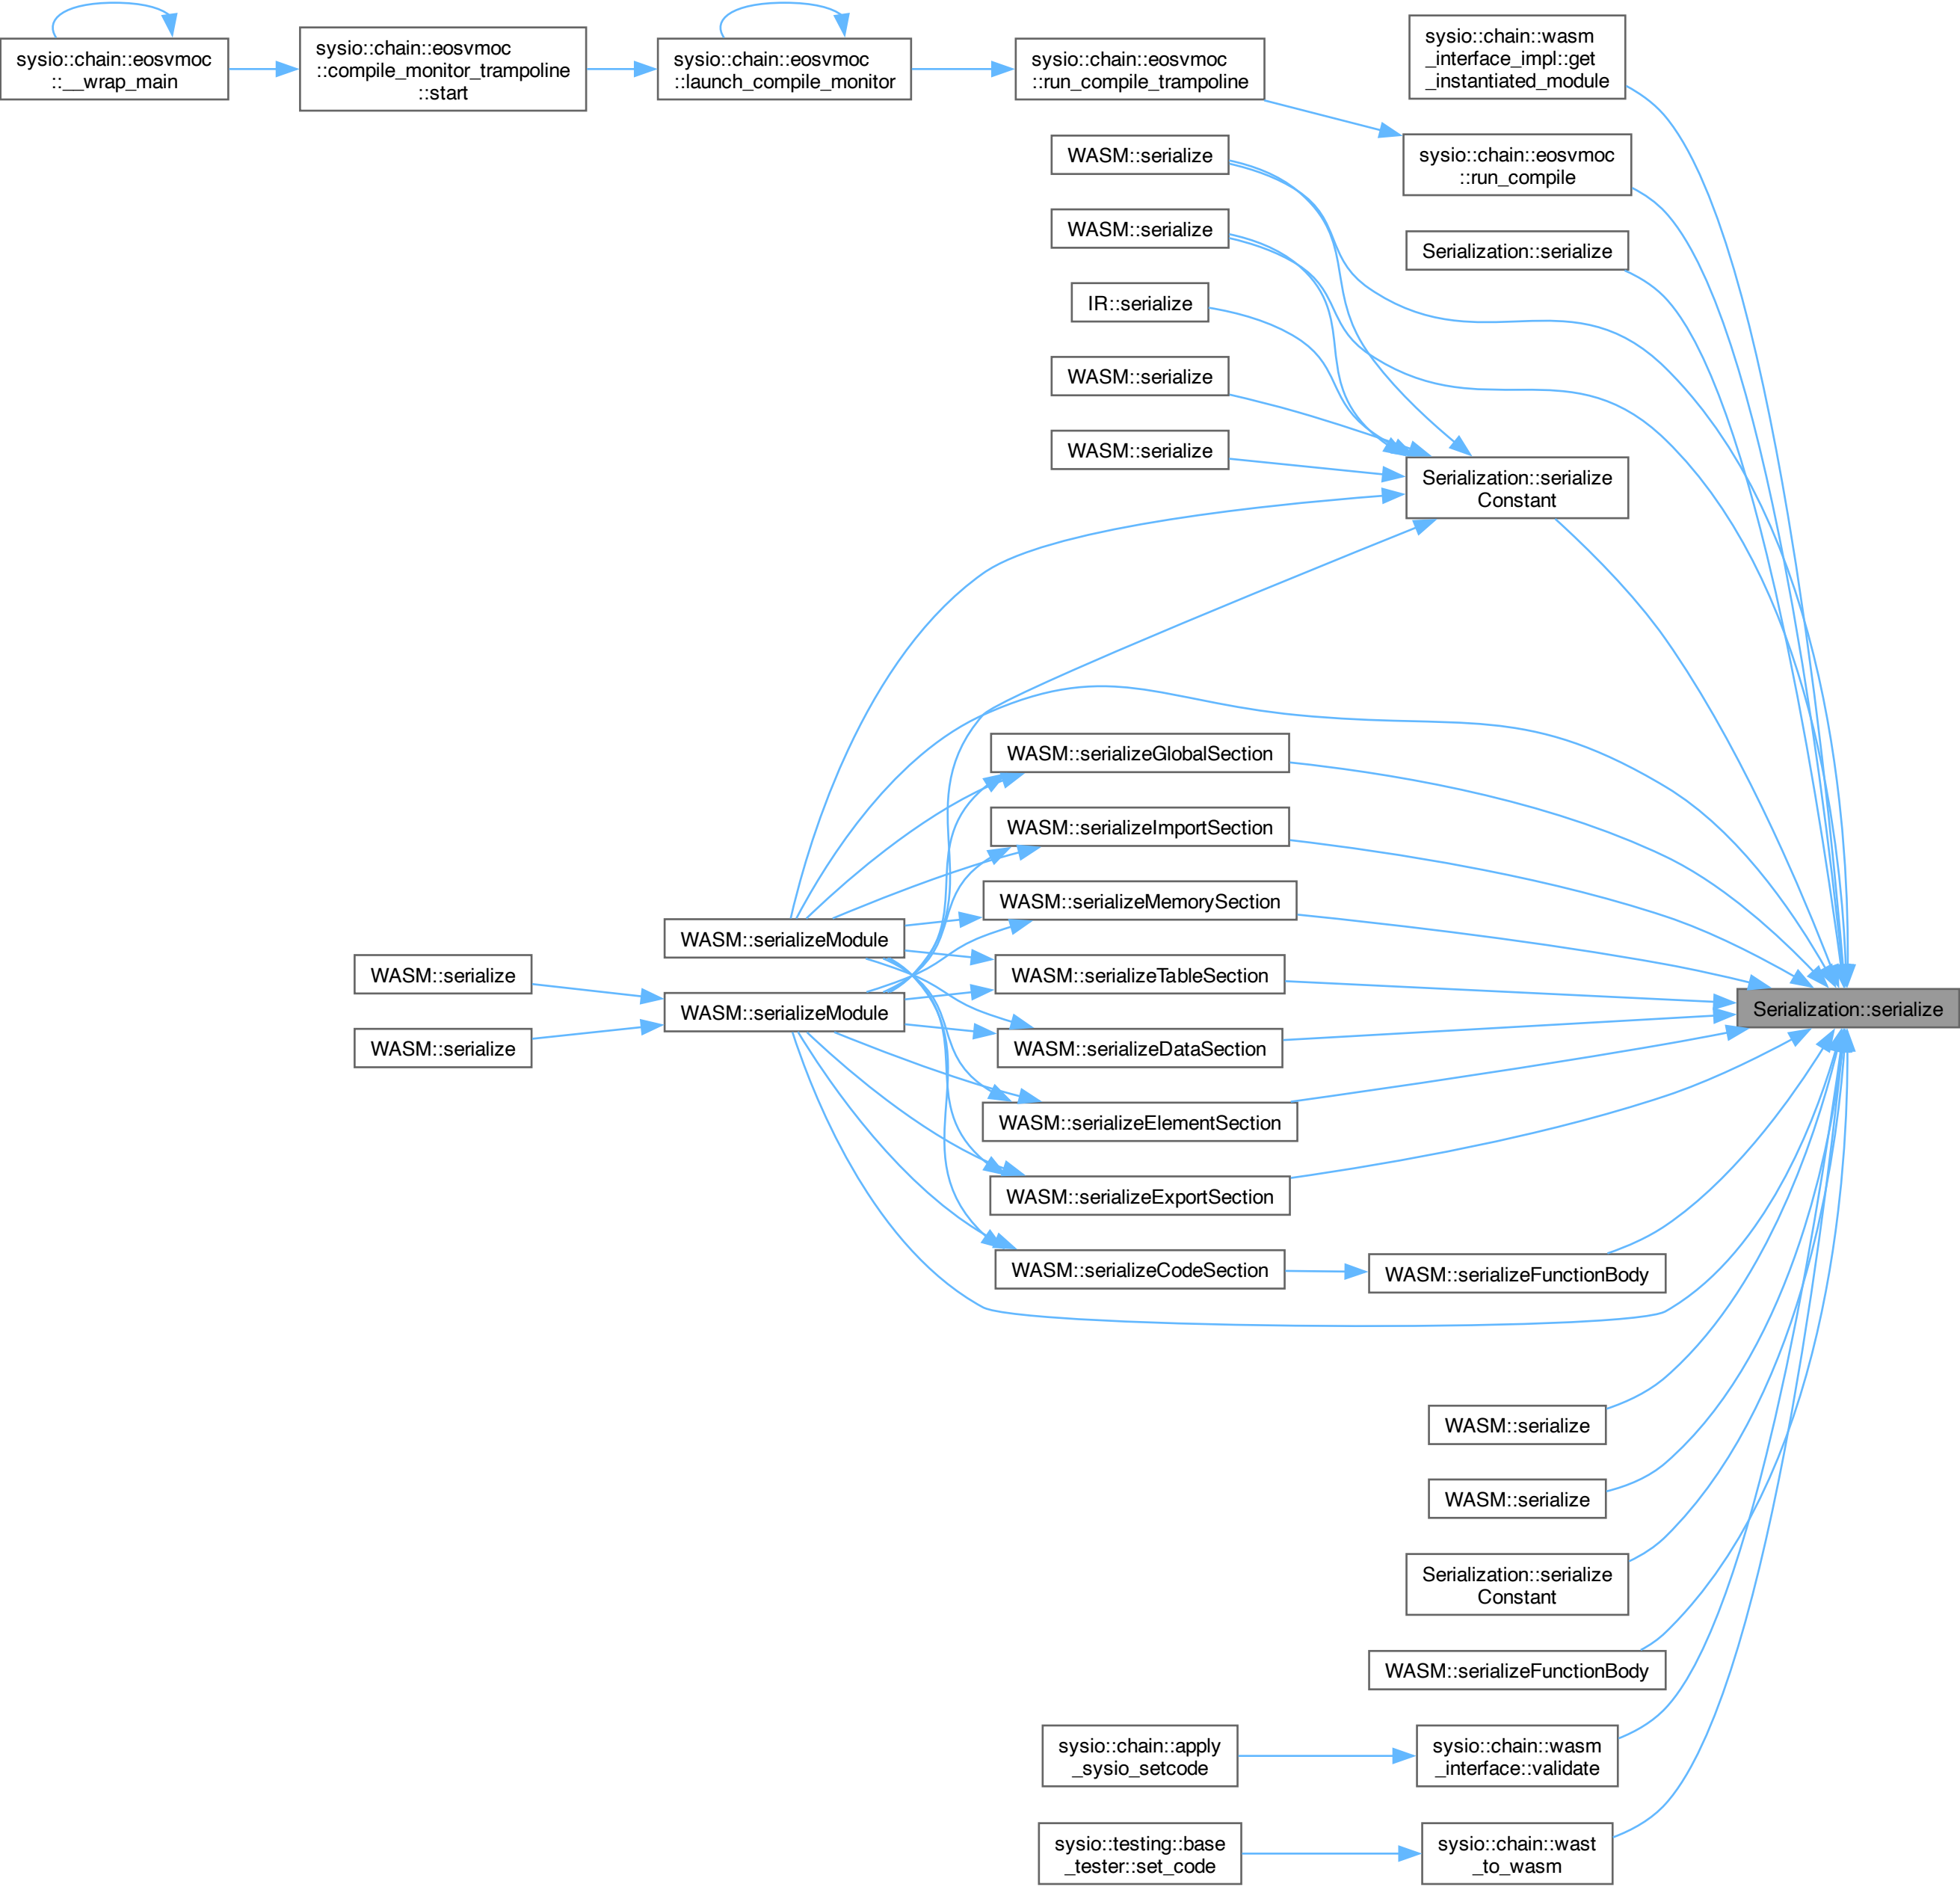 sysio::chain::eosvmoc
::__wrap_main
sysio::chain::eosvmoc
::compile_monitor_trampoline
::start
sysio::chain::eosvmoc
::launch_compile_monitor
sysio::chain::eosvmoc
::run_compile_trampoline
sysio::chain::wasm
_interface_impl::get
_instantiated_module
sysio::chain::eosvmoc
::run_compile
WASM::serialize
WASM::serialize
Serialization::serialize
IR::serialize
WASM::serialize
WASM::serialize
Serialization::serialize
Constant
WASM::serializeGlobalSection
WASM::serializeImportSection
WASM::serializeMemorySection
WASM::serializeModule
WASM::serializeTableSection
WASM::serialize
WASM::serializeModule
Serialization::serialize
WASM::serialize
WASM::serializeDataSection
WASM::serializeElementSection
WASM::serializeExportSection
WASM::serializeCodeSection
WASM::serializeFunctionBody
WASM::serialize
WASM::serialize
Serialization::serialize
Constant
WASM::serializeFunctionBody
sysio::chain::apply
_sysio_setcode
sysio::chain::wasm
_interface::validate
sysio::testing::base
_tester::set_code
sysio::chain::wast
_to_wasm